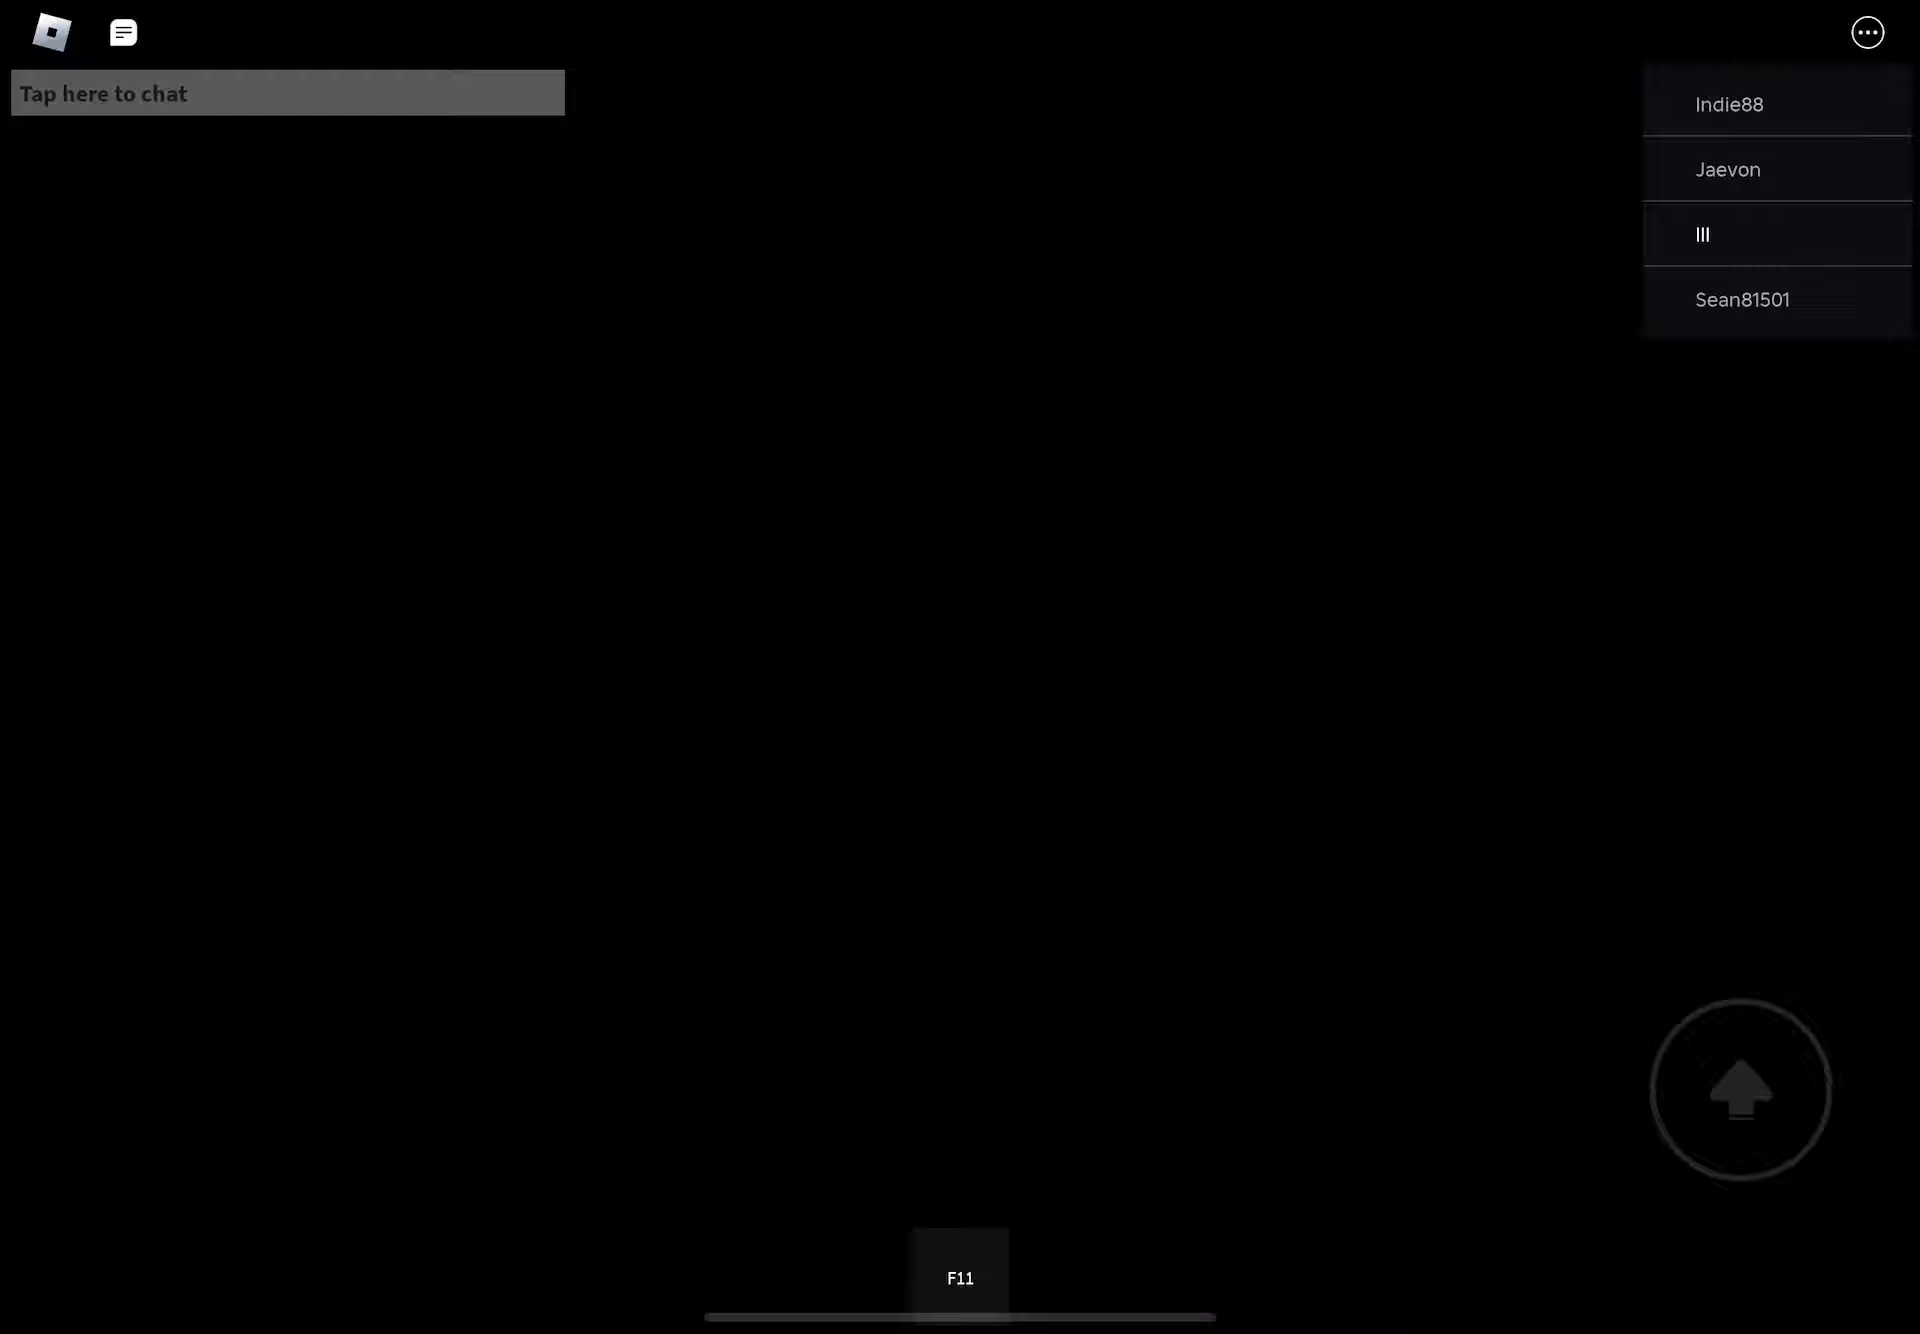 Tap here to chat
Indie88
Jaevon
lll
Sean81501
F11